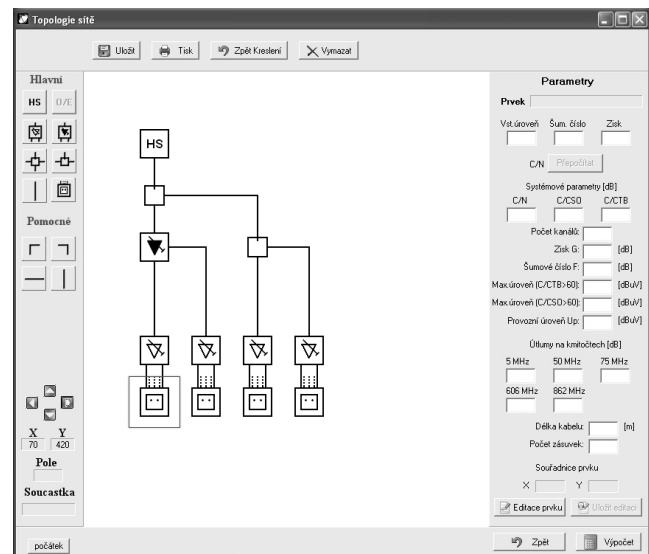 Topologie sítě
Uložit Tisk Zpět Kreslení Vymazat
Hlavní
HS O/E
Pomocné
X Y
70 420
Pole
Soucastka
počátek
HS
Parametry
Prvek
Vst.úroveň Šum. číslo Zisk
C/N Přepočítat
Systémové parametry [dB]
C/N C/CSO C/CTB
Počet kanálů:
Zisk G: [dB]
Šumové číslo F: [dB]
Max.úroveň (C/CTB>60): [dBuV]
Max.úroveň (C/CSO>60): [dBuV]
Provozní úroveň Up: [dBuV]
Útlumy na kmitočtech [dB]
5 MHz 50 MHz 75 MHz
606 MHz 862 MHz
Délka kabelu: [m]
Počet zásuvek:
Souřadnice prvku
X Y
Editace prvku Uložit editaci
Zpět Výpočet